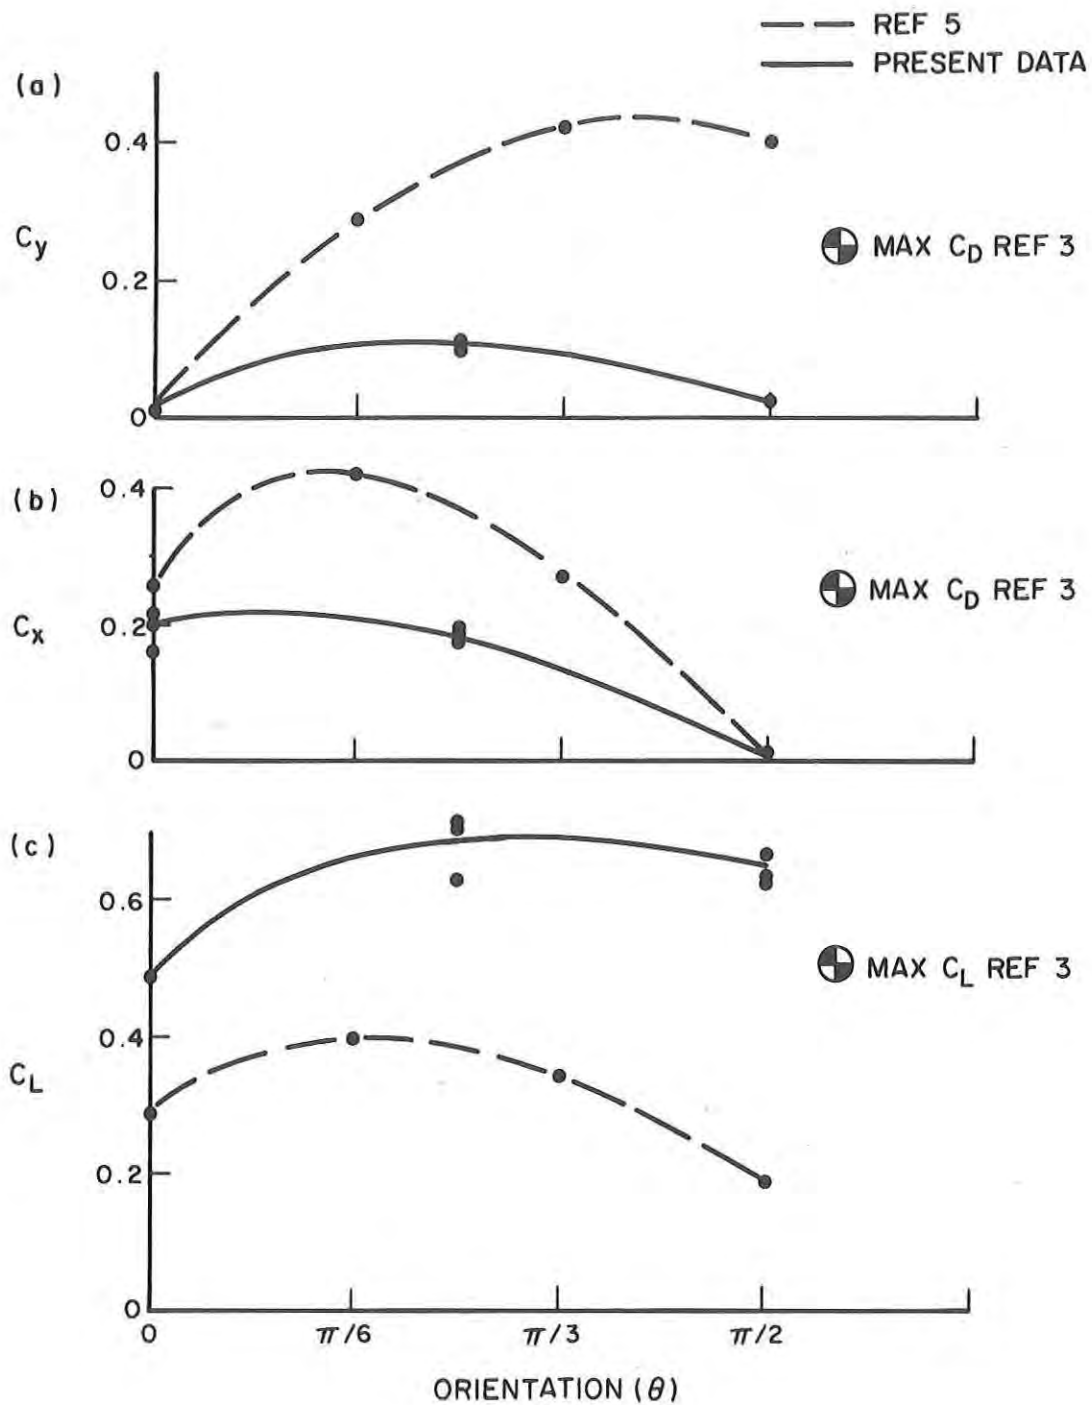 REF 5
PRESENT DATA
(a)
0.4
Cy
0.2
0
MAX CD REF 3
(b)
0.4
Cx
0.2
0
MAX CD REF 3
(c)
0.6
MAX CL REF 3
0.4
CL
0.2
0
0 π/6 π/3 π/2
ORIENTATION (θ)